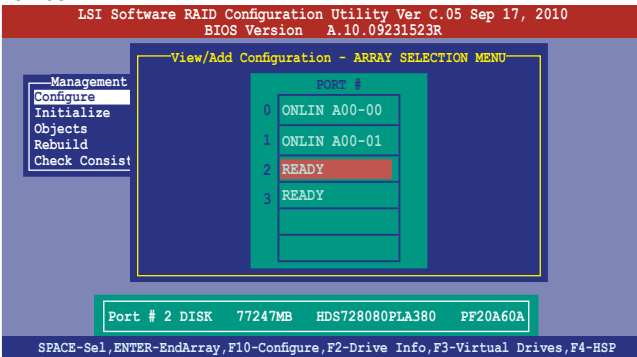 LSI Software RAID Configuration Utility Ver C.05 Sep 17, 2010
BIOS Version A.10.09231523R
View/Add Configuration - ARRAY SELECTION MENU
Management
Configure
Initialize
Objects
Rebuild
Check Consist
PORT #
0 ONLIN A00-00
1 ONLIN A00-01
2 READY
3 READY
Port # 2 DISK 77247MB HDS728080PLA380 PF20A60A
SPACE-Sel,ENTER-EndArray,F10-Configure,F2-Drive Info,F3-Virtual Drives,F4-HSP